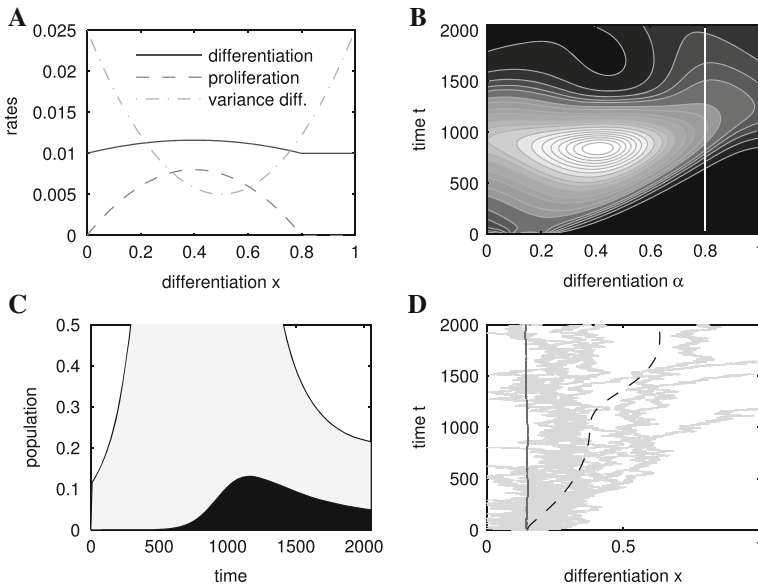 A
0.025
0.02
0.015
0.01
0.005
0
rates
differentiation
proliferation
variance diff.
0 0.2 0.4 0.6 0.8 1
differentiation x
B
2000
1500
1000
500
0
time t
0 0.2 0.4 0.6 0.8 1
differentiation α
C
0.5
0.4
0.3
0.2
0.1
0
population
0 500 1000 1500 2000
time
D
2000
1500
1000
500
0
time t
0 0.5 1
differentiation x